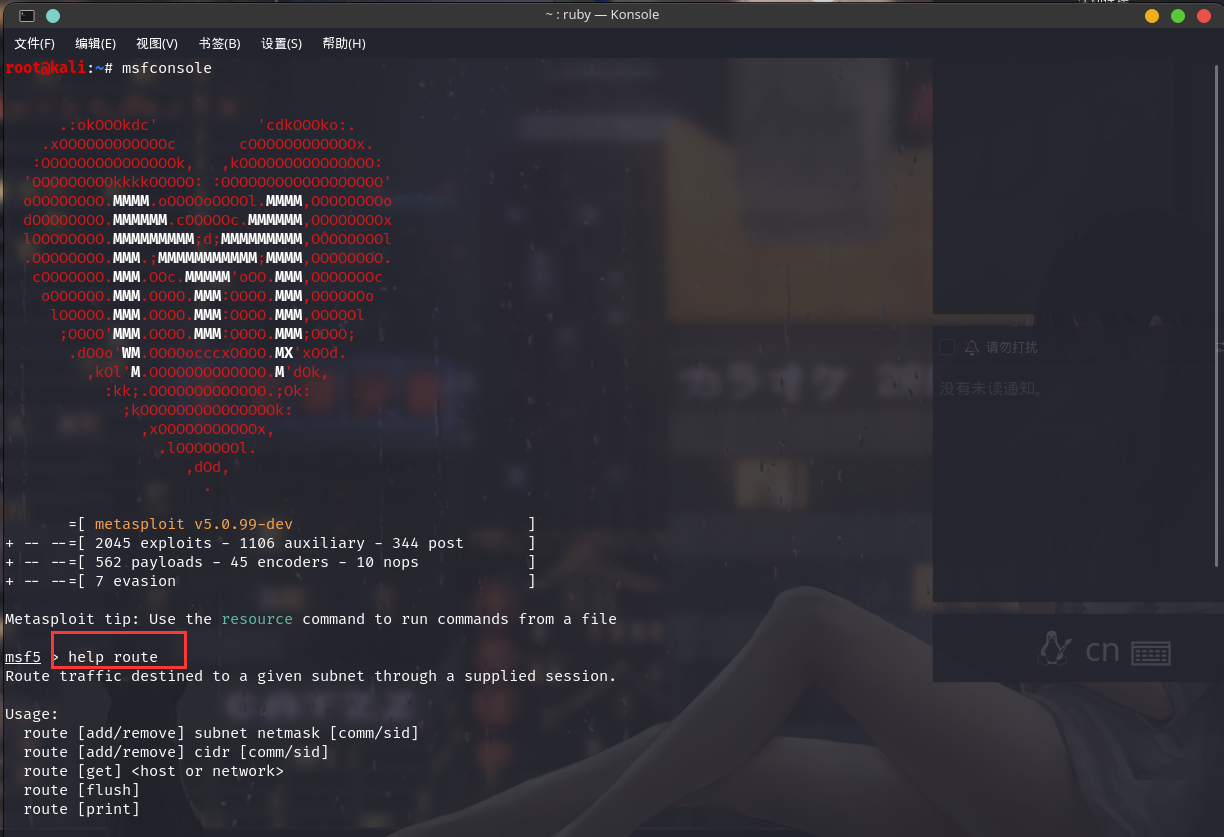 ~ : ruby — Konsole
文件(F) 编辑(E) 视图(V) 书签(B) 设置(S) 帮助(H)
root@kali:~# msfconsole
.:okOOOkdc' 'cdkOOOko:.
.xOOOOOOOOOOOOc cOOOOOOOOOOOOx.
:OOOOOOOOOOOOOOOk, ,kOOOOOOOOOOOOOOO:
'OOOOOOOOOkkkkOOOOO: :OOOOOOOOOOOOOOOOOO'
oOOOOOOOO.MMMM.oOOOOoOOOOl.MMMM,OOOOOOOOo
dOOOOOOOO.MMMMMM.cOOOOOc.MMMMMM,OOOOOOOOx
lOOOOOOOO.MMMMMMMMM;d;MMMMMMMMM,OOOOOOOOl
.OOOOOOOO.MMM.;MMMMMMMMMMM;MMMM,OOOOOOOO.
cOOOOOOO.MMM.OOc.MMMMM'oOO.MMM,OOOOOOOc
oOOOOOO.MMM.OOOO.MMM:OOOO.MMM,OOOOOOo
lOOOOO.MMM.OOOO.MMM:OOOO.MMM,OOOOOl
;OOOO'MMM.OOOO.MMM:OOOO.MMM;OOOO;
.dOOo'WM.OOOOocccxOOOO.MX'xOOd.
,kOl'M.OOOOOOOOOOOOO.M'dOk,
:kk;.OOOOOOOOOOOOO.;Ok:
;kOOOOOOOOOOOOOOOk:
,xOOOOOOOOOOOx,
.lOOOOOOOl.
,dOd,
.
=[ metasploit v5.0.99-dev ]
+ -- --=[ 2045 exploits - 1106 auxiliary - 344 post ]
+ -- --=[ 562 payloads - 45 encoders - 10 nops ]
+ -- --=[ 7 evasion ]
Metasploit tip: Use the resource command to run commands from a file
msf5 > help route
Route traffic destined to a given subnet through a supplied session.
Usage:
route [add/remove] subnet netmask [comm/sid]
route [add/remove] cidr [comm/sid]
route [get] <host or network>
route [flush]
route [print]
请勿打扰
没有未读通知。
cn
カラオケ